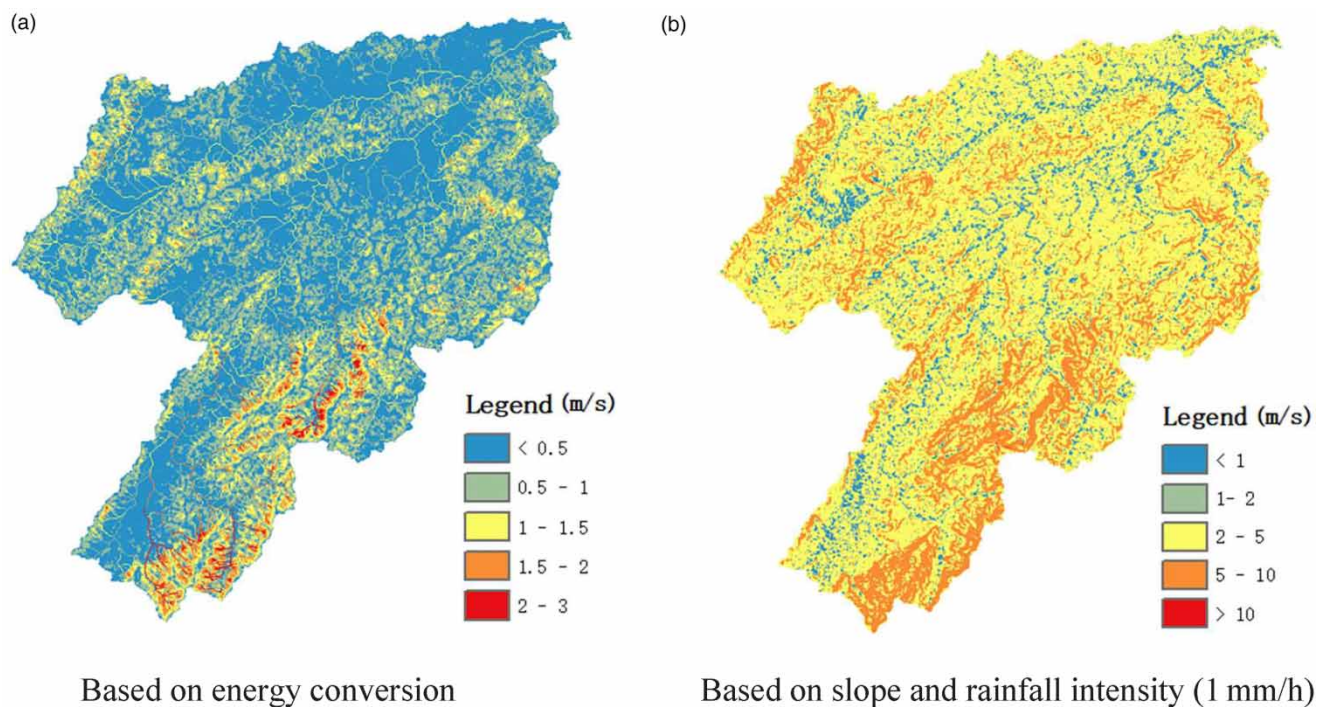 (a)
Legend (m/s)
< 0.5
0.5 - 1
1 - 1.5
1.5 - 2
2 - 3
Based on energy conversion
(b)
Legend (m/s)
< 1
1- 2
2 - 5
5 - 10
> 10
Based on slope and rainfall intensity (1 mm/h)